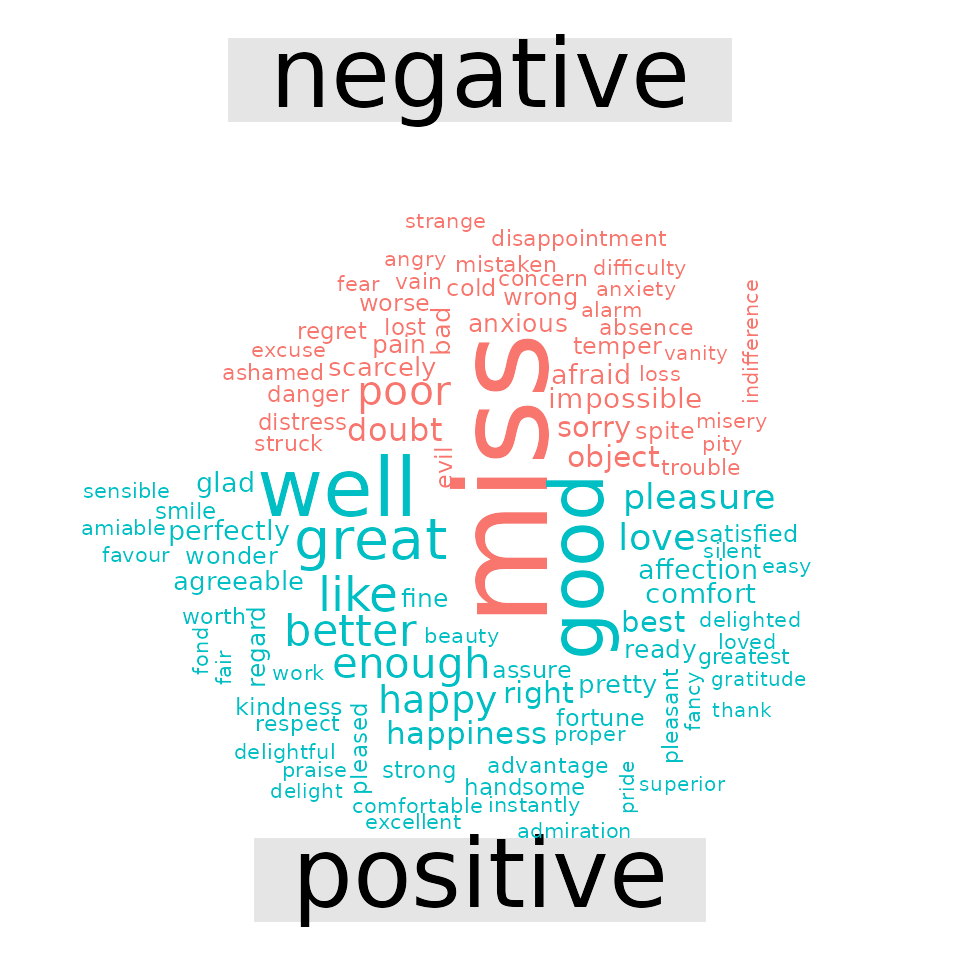 negative
strange
disappointment
angry
mistaken
difficulty
fear
vain
concern
cold
anxiety
worse
wrong
alarm
indifference
regret
lost
bad
anxious
absence
excuse
pain
temper
vanity
ashamed
scarcely
miss
afraid
loss
danger
poor
impossible
distress
doubt
sorry
spite
misery
struck
evil
object
pity
trouble
well
glad
sensible
good
pleasure
smile
amiable
perfectly
great
love
satisfied
favour
wonder
silent
agreeable
affection
easy
like
fine
comfort
worth
better
beauty
best
delighted
fond
fair
regard
work
enough
assure
ready
loved
greatest
happy
right
pretty
gratitude
kindness
respect
pleased
happiness
fortune
proper
pleasant
fancy
thank
delightful
praise
delight
strong
advantage
handsome
pride
superior
comfortable
instantly
excellent
admiration
positive